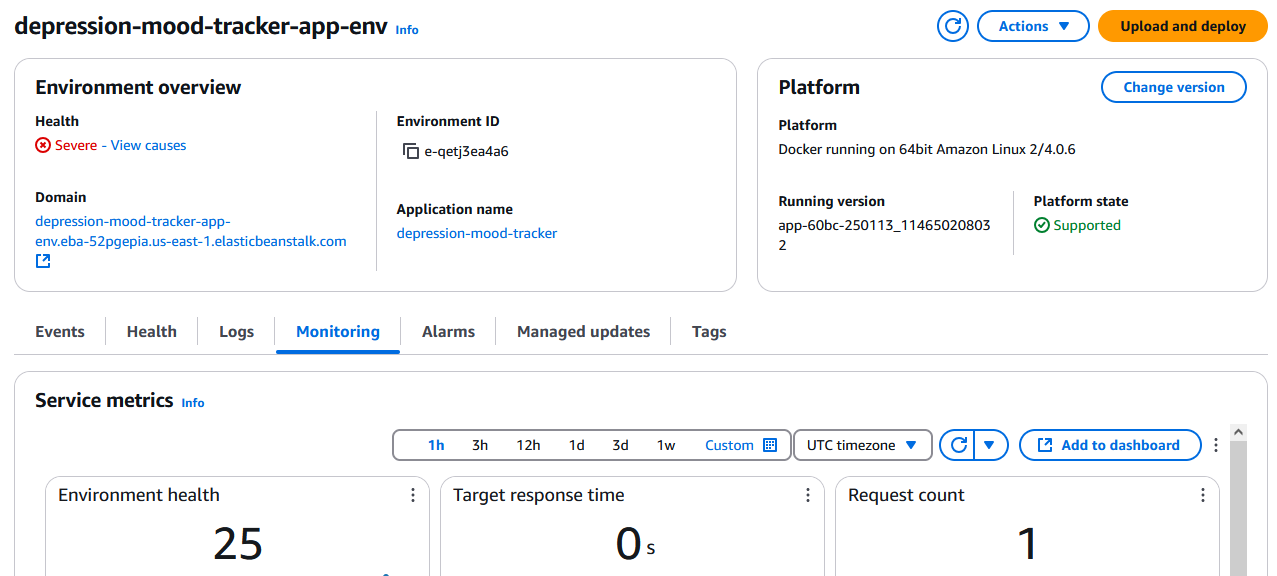 depression-mood-tracker-app-env Info
Actions
Upload and deploy
Environment overview
Health
Severe - View causes
Domain
depression-mood-tracker-app-
env.eba-52pgepia.us-east-1.elasticbeanstalk.com
Environment ID
e-qetj3ea4a6
Application name
depression-mood-tracker
Platform
Change version
Platform
Docker running on 64bit Amazon Linux 2/4.0.6
Running version
app-60bc-250113_11465020803
2
Platform state
Supported
Events Health Logs Monitoring Alarms Managed updates Tags
Service metrics Info
1h 3h 12h 1d 3d 1w Custom UTC timezone Add to dashboard
Environment health
25
Target response time
0 s
Request count
1